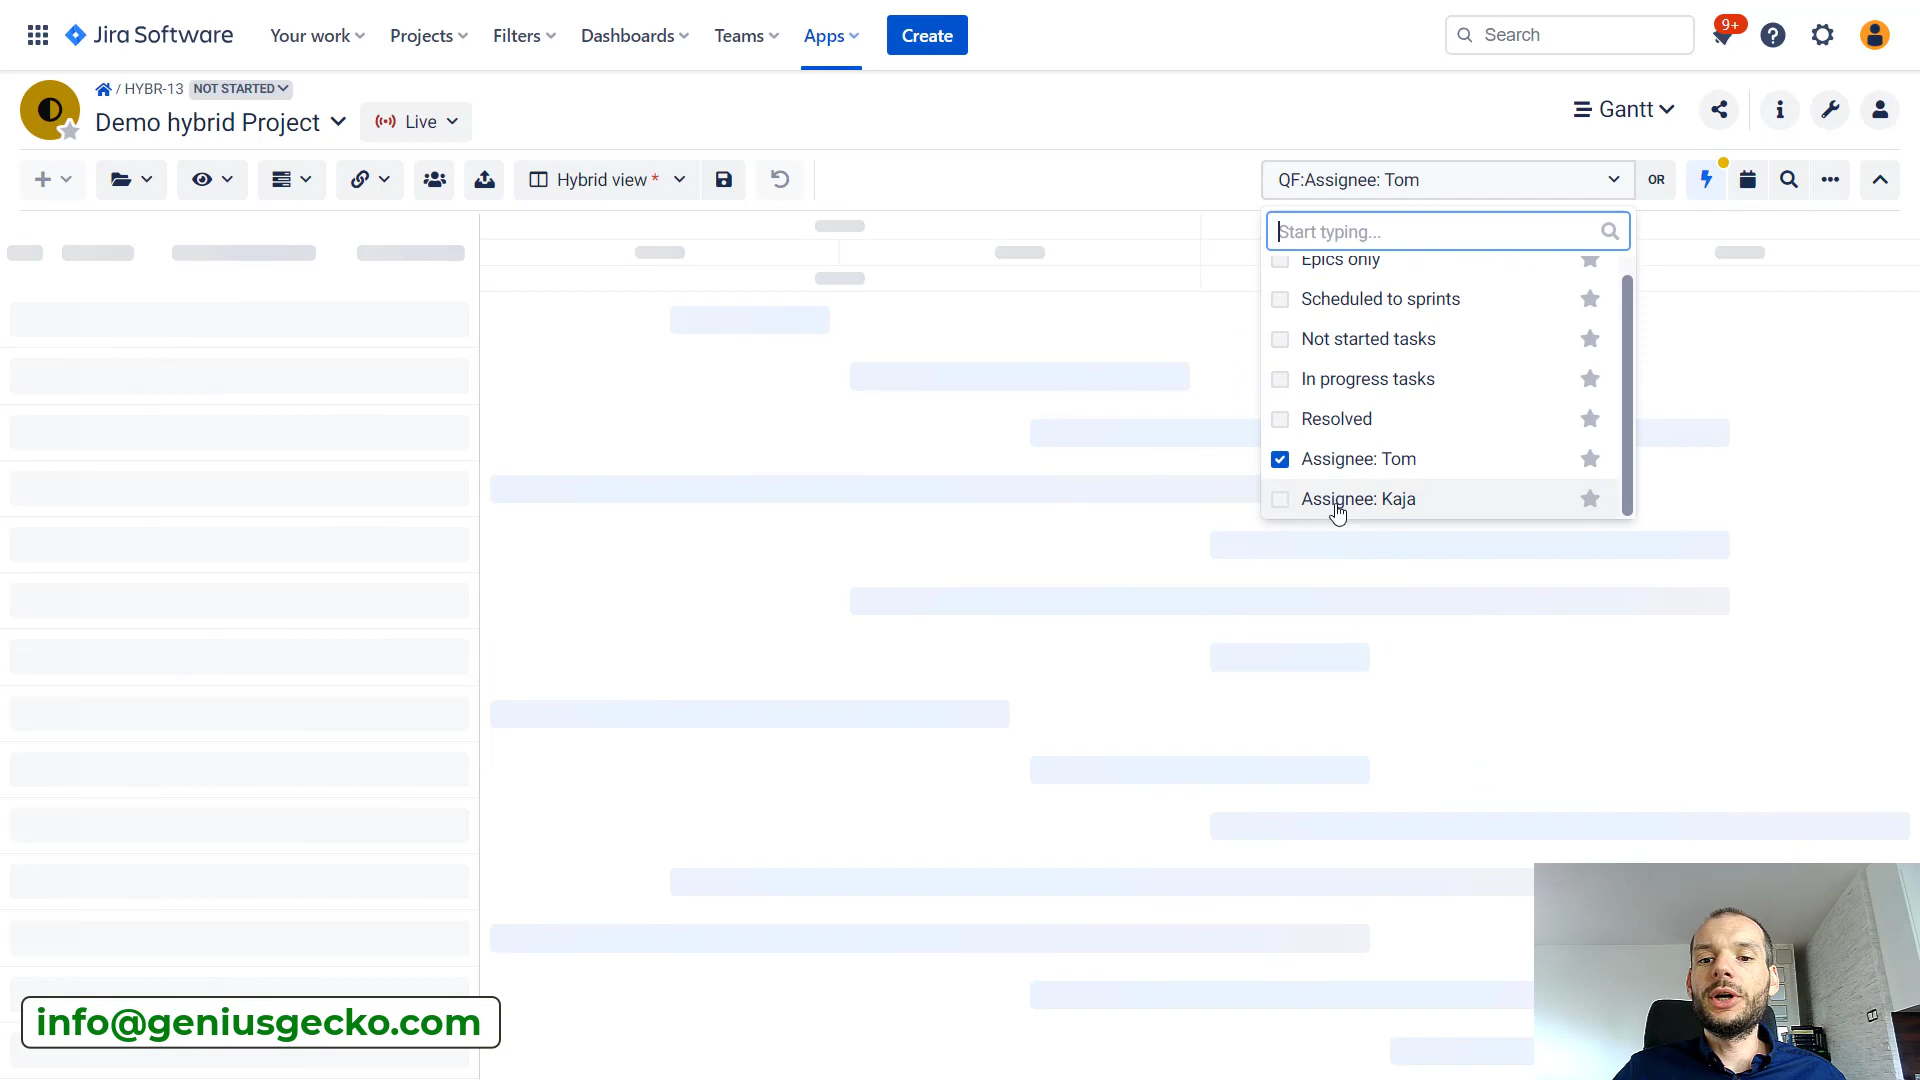 Jira Software
Your work
Projects
Filters
Dashboards
Teams
Apps
Create
Search
9+
/ HYBR-13
NOT STARTED
Demo hybrid Project
Live
Gantt
Hybrid view *
QF:Assignee: Tom
OR
Start typing...
Epics only
Scheduled to sprints
Not started tasks
In progress tasks
Resolved
Assignee: Tom
Assignee: Kaja
info@geniusgecko.com